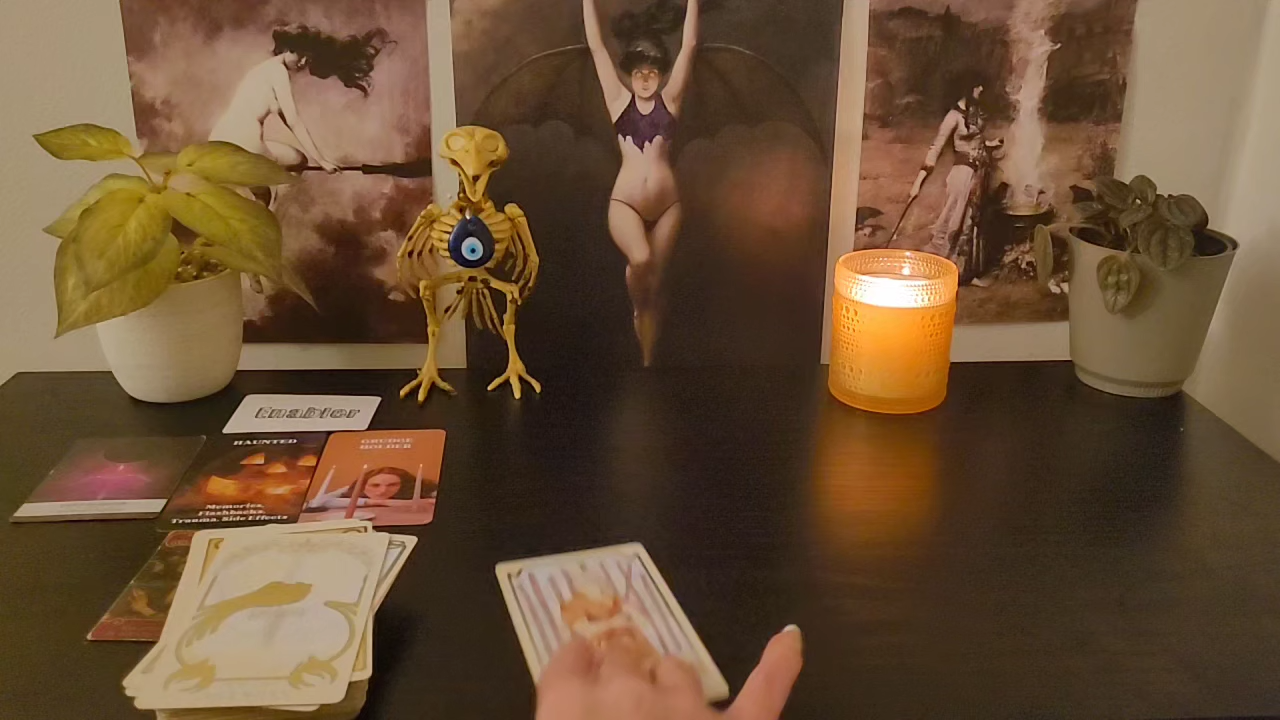 Enabler
HAUNTED
Memories,
Flashbacks,
Trauma, Side Effects
GRUDGE
HOLDER